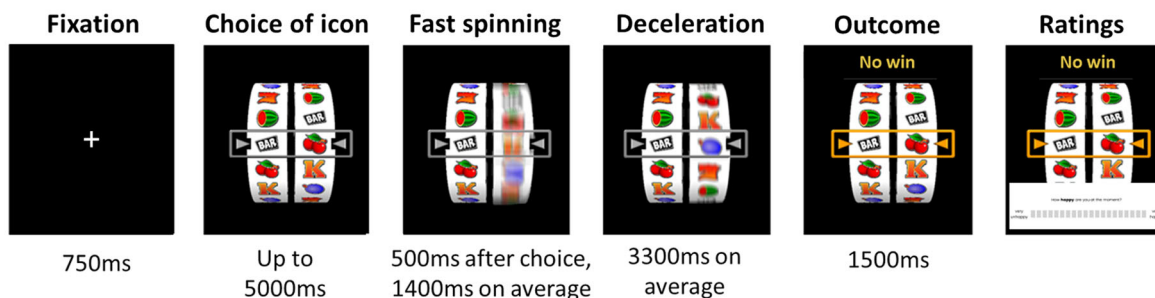 Fixation
Choice of icon
Fast spinning
Deceleration
Outcome
Ratings
No win
No win
BAR
BAR
BAR
BAR
BAR
BAR
BAR
BAR
K
K
K
K
K
K
K
K
K
How happy are you at the moment?
very
unhappy
750ms
Up to
5000ms
500ms after choice,
1400ms on average
3300ms on
average
1500ms